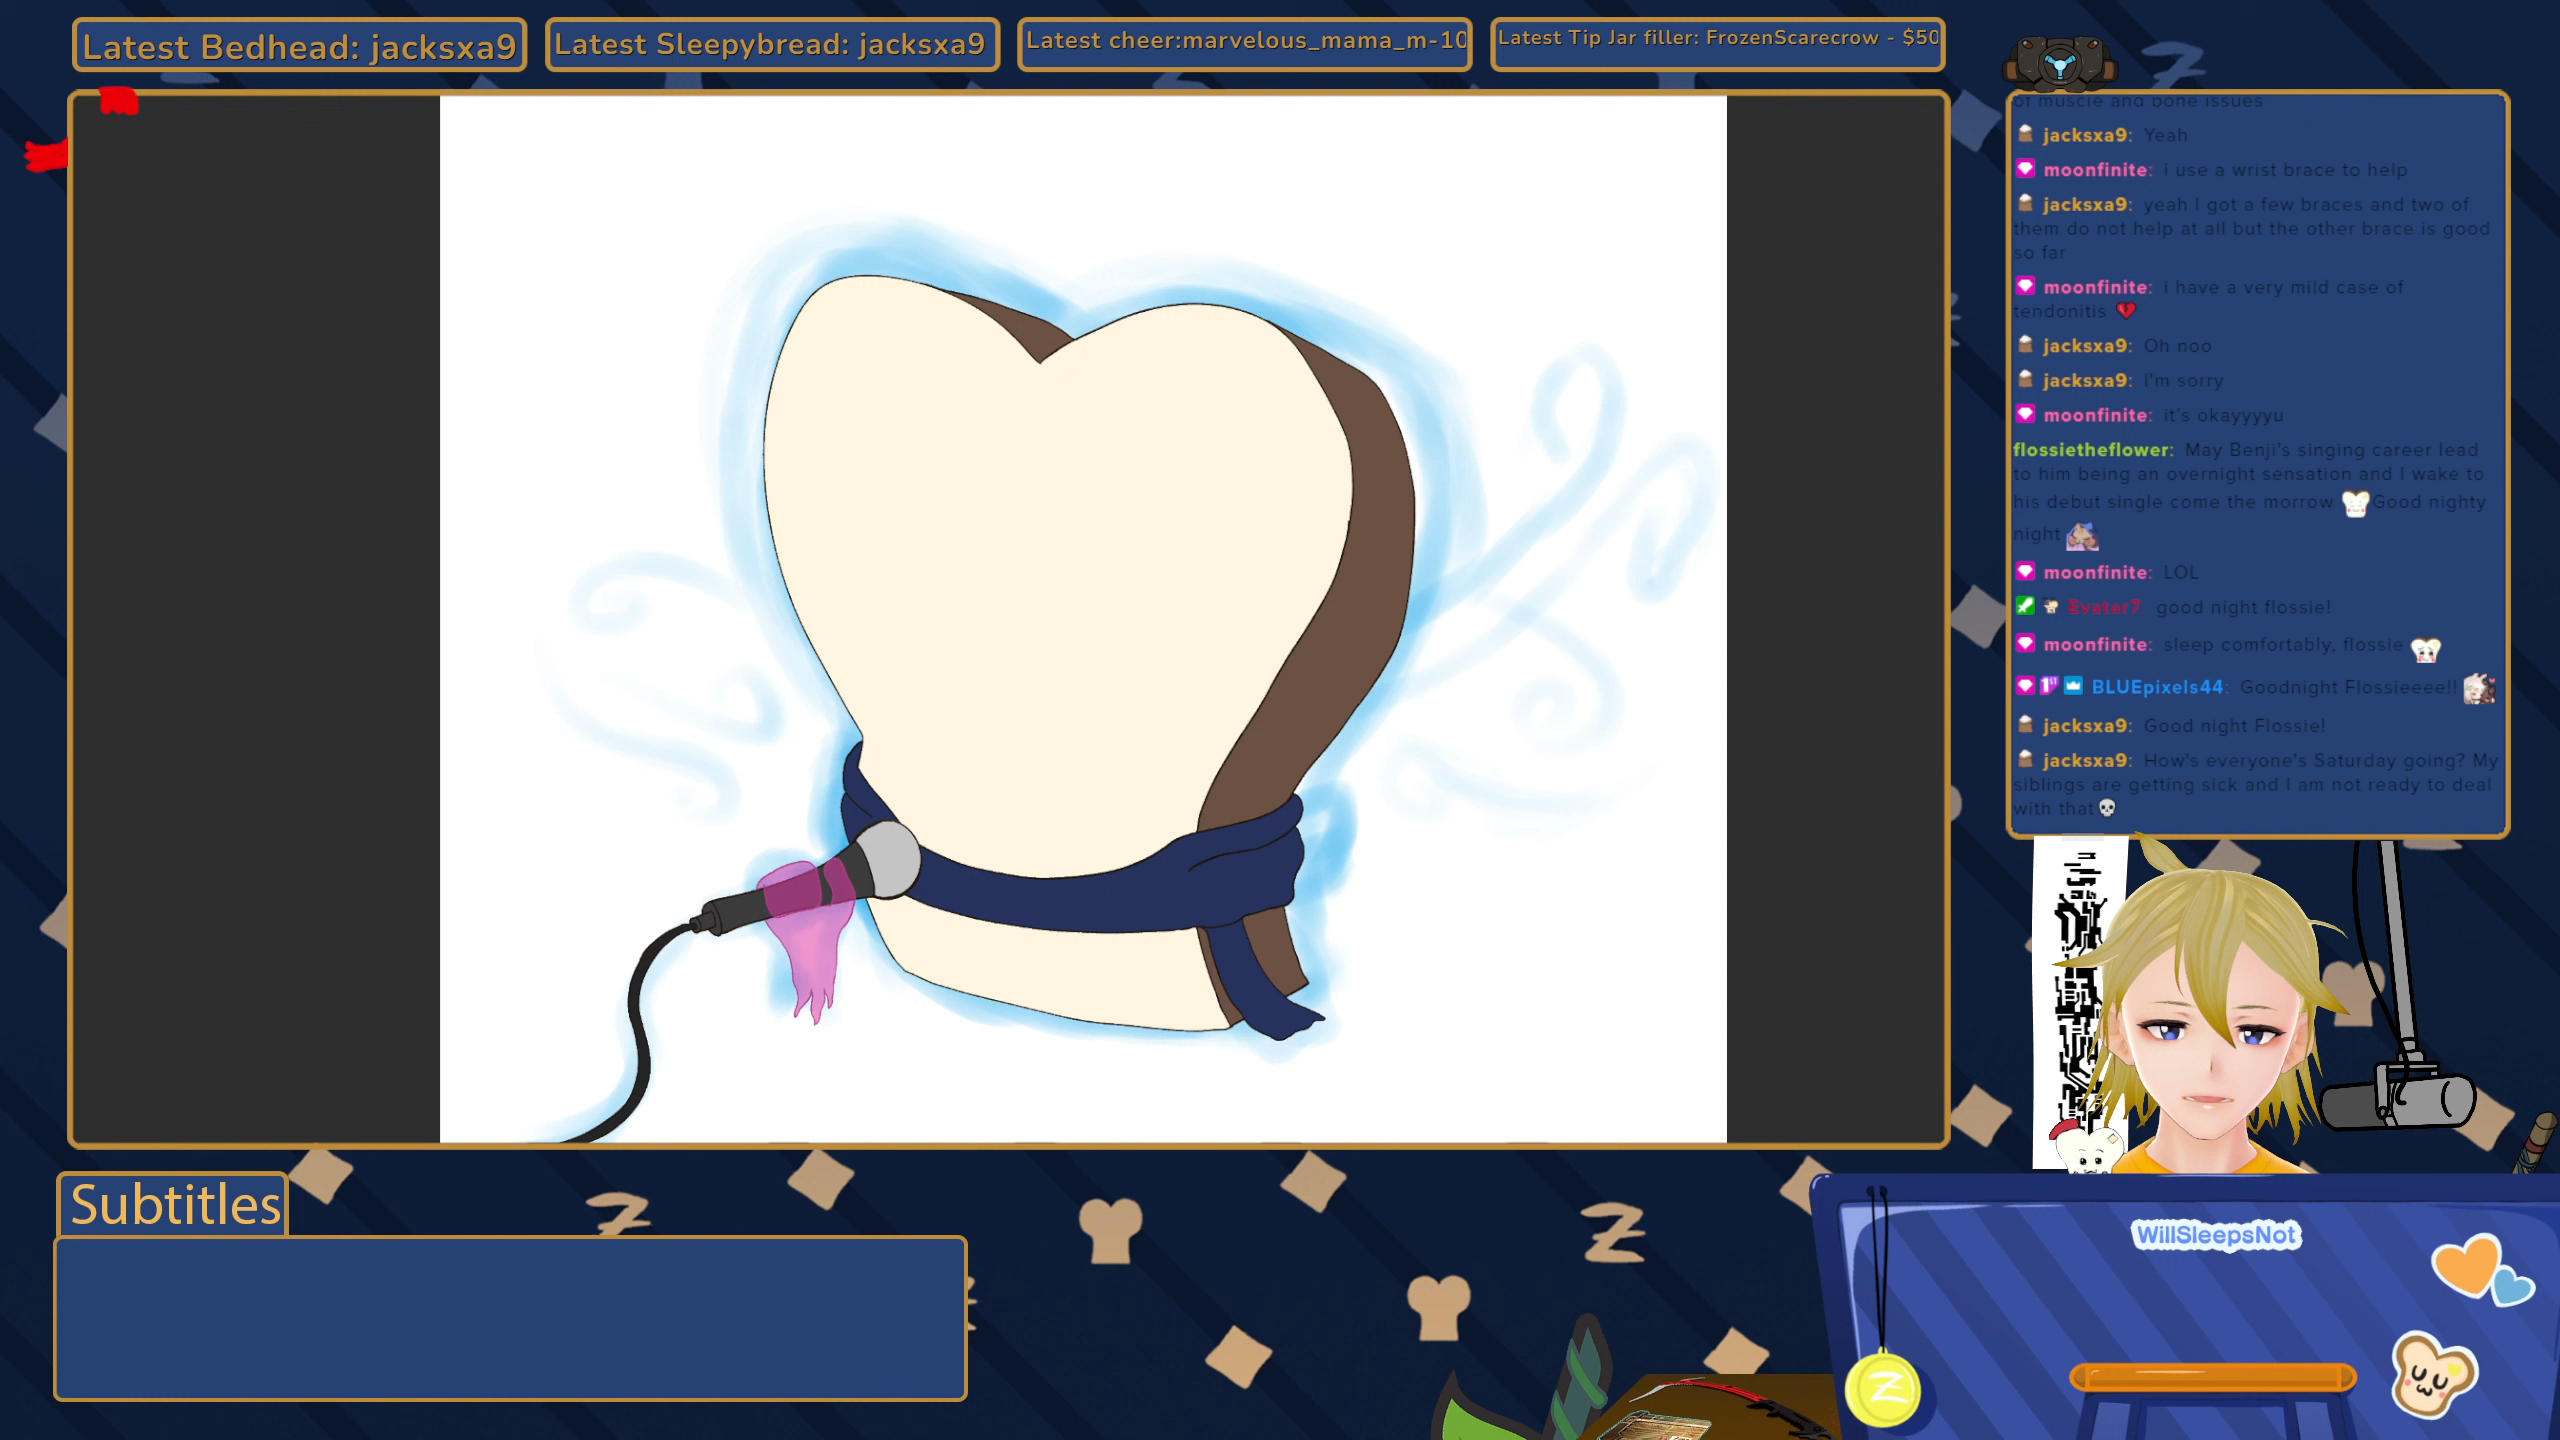 Latest Bedhead: jacksxa9
Latest Sleepybread: jacksxa9
Latest cheer:marvelous_mama_m-10
Latest Tip Jar filler: FrozenScarecrow - $50
of muscle and bone issues
jacksxa9: Yeah
moonfinite: i use a wrist brace to help
jacksxa9: yeah I got a few braces and two of
them do not help at all but the other brace is good
so far
moonfinite: i have a very mild case of
tendonitis
jacksxa9: Oh noo
jacksxa9: I'm sorry
moonfinite: it's okayyyyu
flossietheflower: May Benji's singing career lead
to him being an overnight sensation and I wake to
his debut single come the morrow Good nighty
night
moonfinite: LOL
Evatar7: good night flossie!
moonfinite: sleep comfortably, flossie
BLUEpixels44: Goodnight Flossieeee!!
jacksxa9: Good night Flossie!
jacksxa9: How's everyone's Saturday going? My
siblings are getting sick and I am not ready to deal
with that
Subtitles
WillSleepsNot
Z